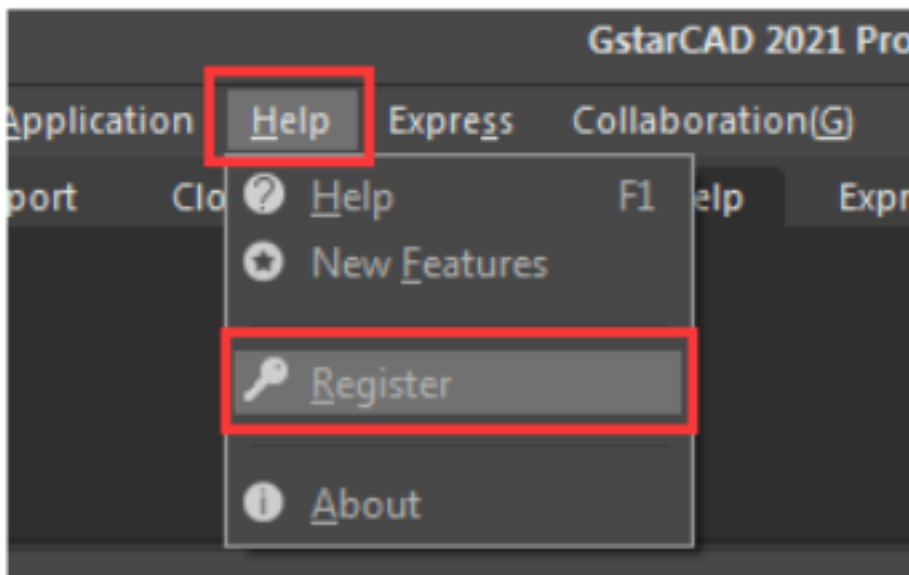 GstarCAD 2021 Pro
Application Help Express Collaboration(G)
port Clo elp Expr
Help F1
New Features
Register
About